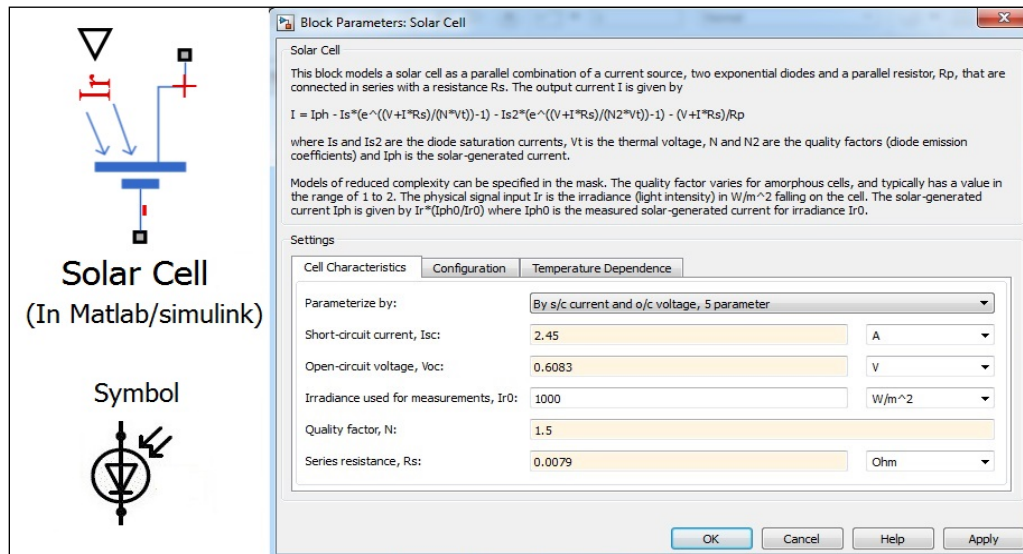 Ir
+
-
Solar Cell
(In Matlab/simulink)
Symbol
Block Parameters: Solar Cell
Solar Cell
This block models a solar cell as a parallel combination of a current source, two exponential diodes and a parallel resistor, Rp, that are
connected in series with a resistance Rs. The output current I is given by
I = Iph - Is*(e^((V+I*Rs)/(N*Vt))-1) - Is2*(e^((V+I*Rs)/(N2*Vt))-1) - (V+I*Rs)/Rp
where Is and Is2 are the diode saturation currents, Vt is the thermal voltage, N and N2 are the quality factors (diode emission
coefficients) and Iph is the solar-generated current.
Models of reduced complexity can be specified in the mask. The quality factor varies for amorphous cells, and typically has a value in
the range of 1 to 2. The physical signal input Ir is the irradiance (light intensity) in W/m^2 falling on the cell. The solar-generated
current Iph is given by Ir*(Iph0/Ir0) where Iph0 is the measured solar-generated current for irradiance Ir0.
Settings
Cell Characteristics Configuration Temperature Dependence
Parameterize by: By s/c current and o/c voltage, 5 parameter
Short-circuit current, Isc: 2.45 A
Open-circuit voltage, Voc: 0.6083 V
Irradiance used for measurements, Ir0: 1000 W/m^2
Quality factor, N: 1.5
Series resistance, Rs: 0.0079 Ohm
OK Cancel Help Apply